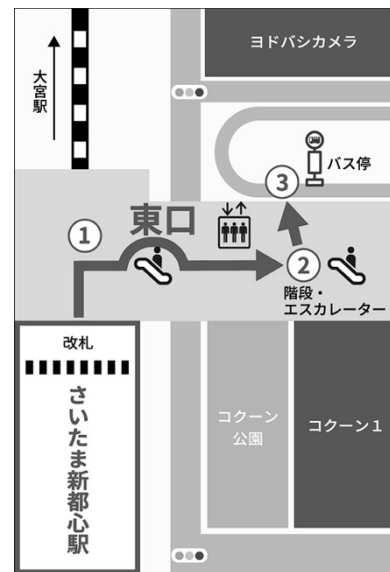 ヨドバシカメラ
大宮駅
バス停
③
東口
①
②
階段・
エスカレーター
改札
さいたま新都心駅
コクーン
公園
コクーン1